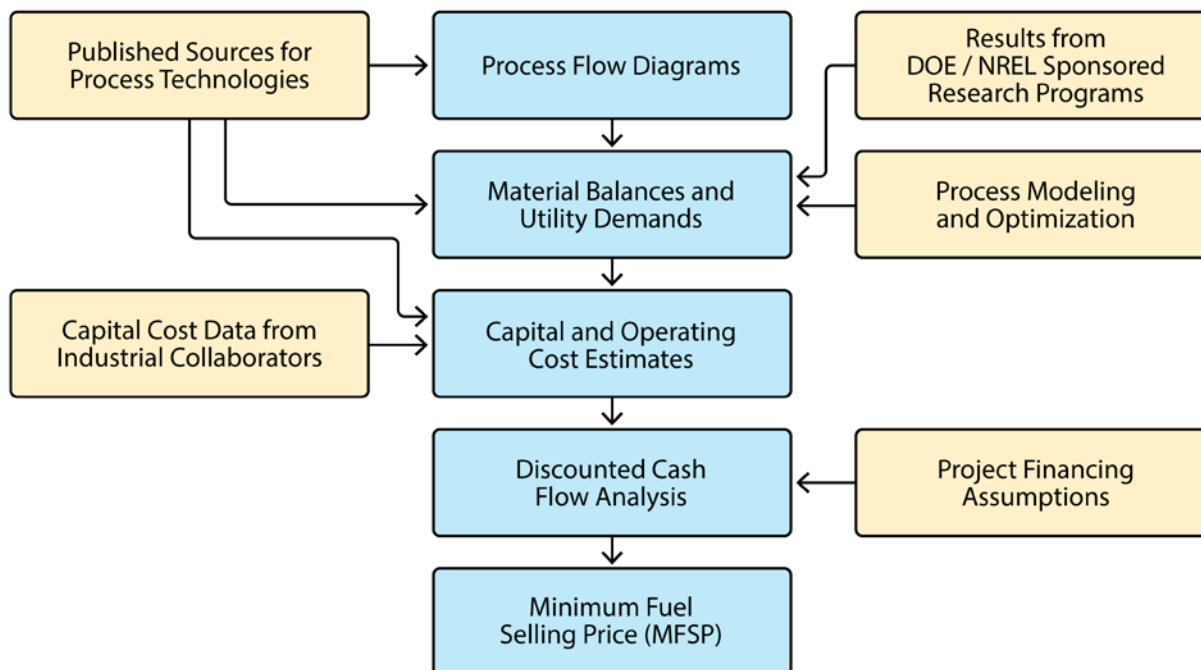 Published Sources for
Process Technologies
Process Flow Diagrams
Results from
DOE / NREL Sponsored
Research Programs
Material Balances and
Utility Demands
Process Modeling
and Optimization
Capital Cost Data from
Industrial Collaborators
Capital and Operating
Cost Estimates
Discounted Cash
Flow Analysis
Project Financing
Assumptions
Minimum Fuel
Selling Price (MFSP)